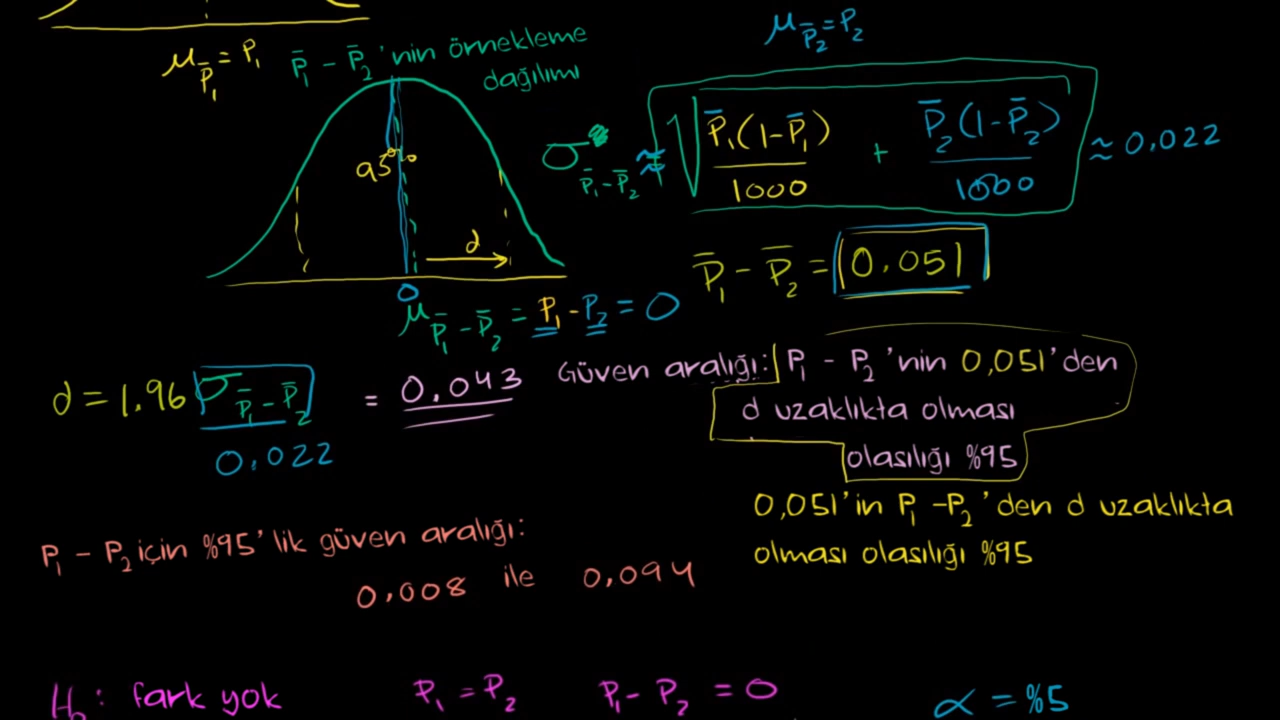 μ_P̄₁ = P₁
μ_P̄₂ = P₂
P̄₁ - P̄₂'nin örnekleme
dağılımı
95%
d
0
μ_P̄₁-P̄₂ = P₁ - P₂ = 0
σ_P̄₁-P̄₂ ≈ √ P̄₁(1-P̄₁)/1000 + P̄₂(1-P̄₂)/1000 ≈ 0.022
P̄₁ - P̄₂ = 0.051
d = 1.96 σ_P̄₁-P̄₂ = 0.043
0.022
Güven aralığı: P₁ - P₂'nin 0,051'den
d uzaklıkta olması
olasılığı %95
0,051'in P₁ - P₂'den d uzaklıkta
olması olasılığı %95
P₁ - P₂ için %95'lik güven aralığı:
0.008 ile 0.094
H₀: fark yok P₁ = P₂ P₁ - P₂ = 0 α = %5